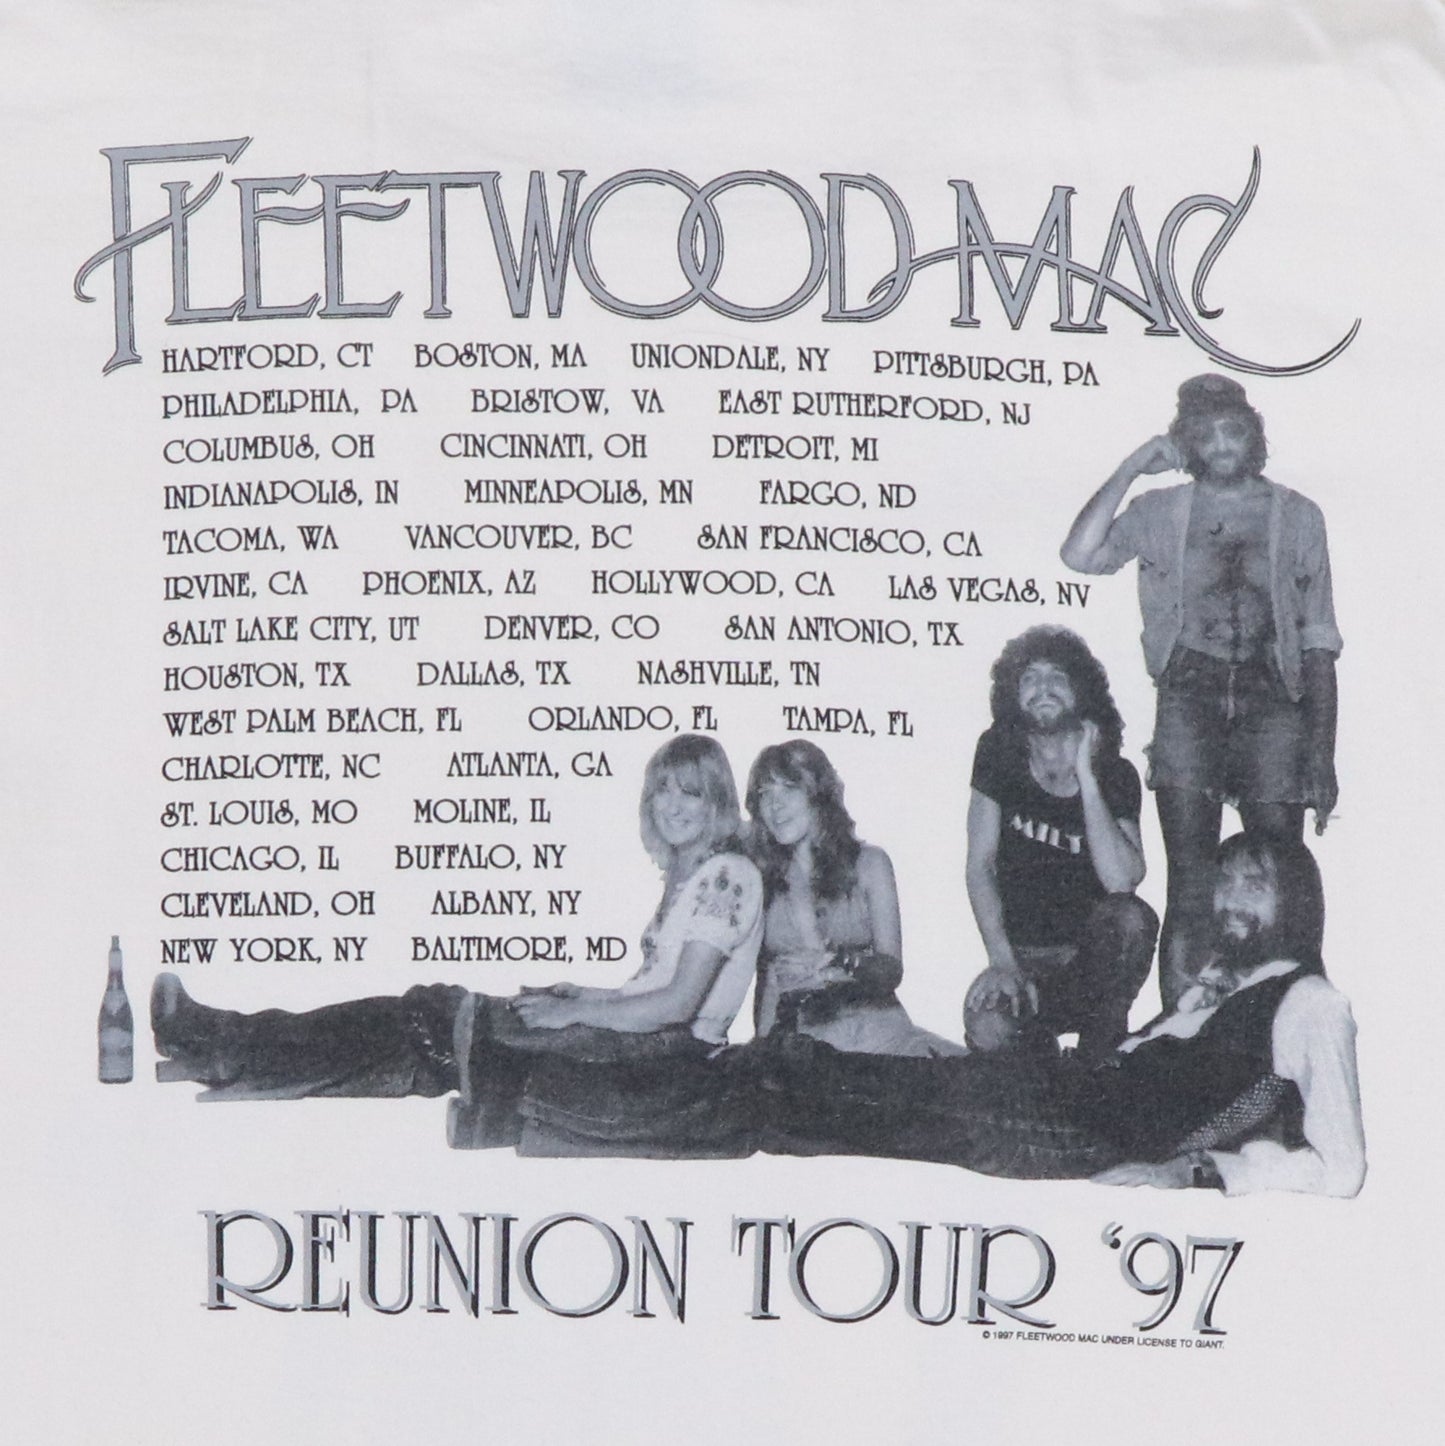 FLEETWOOD MAC
HARTFORD, CT BOSTON, MA UNIONDALE, NY PITTSBURGH, PA
PHILADELPHIA, PA BRISTOW, VA EAST RUTHERFORD, NJ
COLUMBUS, OH CINCINNATI, OH DETROIT, MI
INDIANAPOLIS, IN MINNEAPOLIS, MN FARGO, ND
TACOMA, WA VANCOUVER, BC SAN FRANCISCO, CA
IRVINE, CA PHOENIX, AZ HOLLYWOOD, CA LAS VEGAS, NV
SALT LAKE CITY, UT DENVER, CO SAN ANTONIO, TX
HOUSTON, TX DALLAS, TX NASHVILLE, TN
WEST PALM BEACH, FL ORLANDO, FL TAMPA, FL
CHARLOTTE, NC ATLANTA, GA
ST. LOUIS, MO MOLINE, IL
MILT
CHICAGO, IL BUFFALO, NY
CLEVELAND, OH ALBANY, NY
NEW YORK, NY BALTIMORE, MD
REUNION TOUR '97
© 1997 FLEETWOOD MAC UNDER LICENSE TO GIANT.